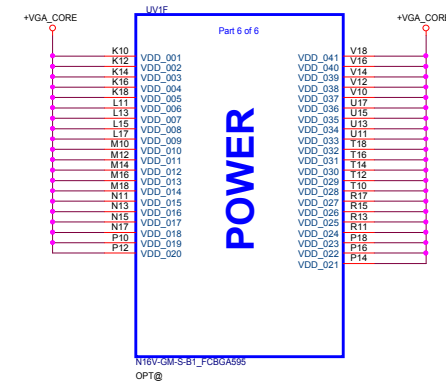 UV1F
+VGA_CORE
+VGA_CORE
Part 6 of 6
K10 VDD_001
K12 VDD_002
K14 VDD_003
K16 VDD_004
K18 VDD_005
L11 VDD_006
L13 VDD_007
L15 VDD_008
L17 VDD_009
M10 VDD_010
M12 VDD_011
M14 VDD_012
M16 VDD_013
M18 VDD_014
N11 VDD_015
N13 VDD_016
N15 VDD_017
N17 VDD_018
P10 VDD_019
P12 VDD_020
POWER
VDD_041 V18
VDD_040 V16
VDD_039 V14
VDD_038 V12
VDD_037 V10
VDD_036 U17
VDD_035 U15
VDD_034 U13
VDD_033 U11
VDD_032 T18
VDD_031 T16
VDD_030 T14
VDD_029 T12
VDD_028 T10
VDD_027 R17
VDD_026 R15
VDD_025 R13
VDD_024 R11
VDD_023 P18
VDD_022 P16
VDD_021 P14
N16V-GM-S-B1_FCBGA595
OPT@